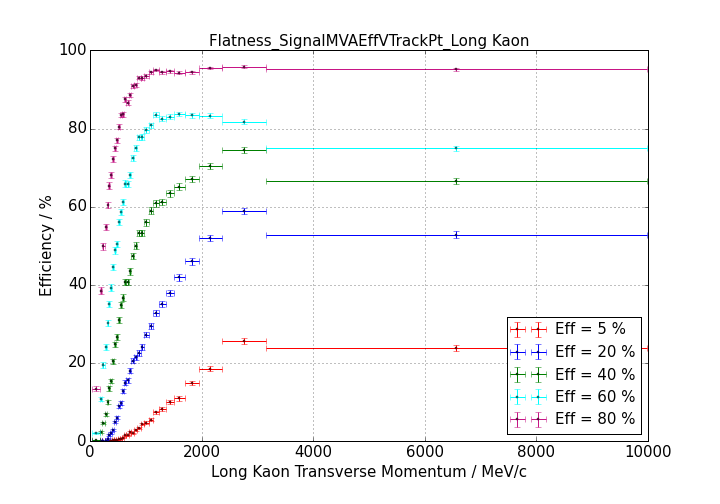 Flatness_SignalMVAEffVTrackPt_Long Kaon
100
80
60
40
20
0
Efficiency / %
0 2000 4000 6000 8000 10000
Long Kaon Transverse Momentum / MeV/c
Eff = 5 %
Eff = 20 %
Eff = 40 %
Eff = 60 %
Eff = 80 %